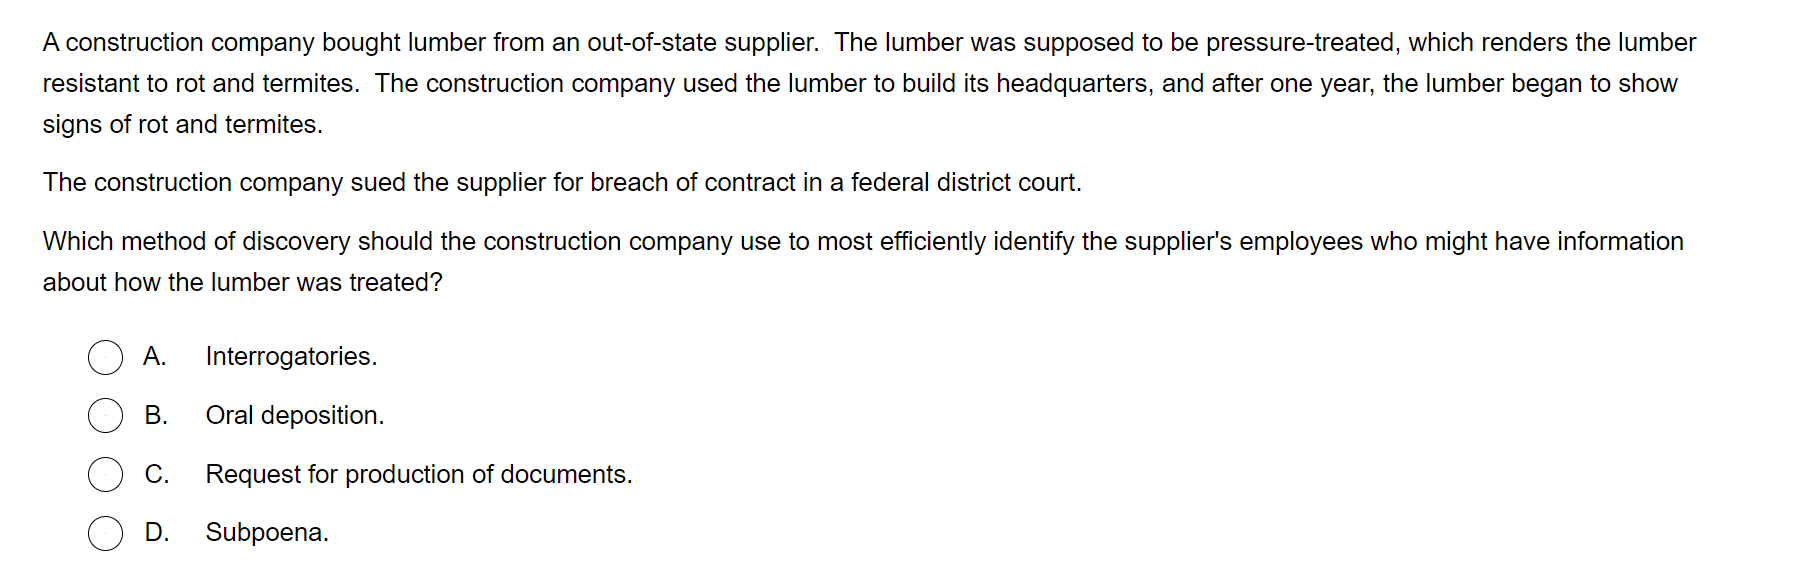 A construction company bought lumber from an out-of-state supplier.  The lumber was supposed to be pressure-treated, which renders the lumber
resistant to rot and termites.  The construction company used the lumber to build its headquarters, and after one year, the lumber began to show
signs of rot and termites.
The construction company sued the supplier for breach of contract in a federal district court.
Which method of discovery should the construction company use to most efficiently identify the supplier's employees who might have information
about how the lumber was treated?
A. Interrogatories.
B. Oral deposition.
C. Request for production of documents.
D. Subpoena.